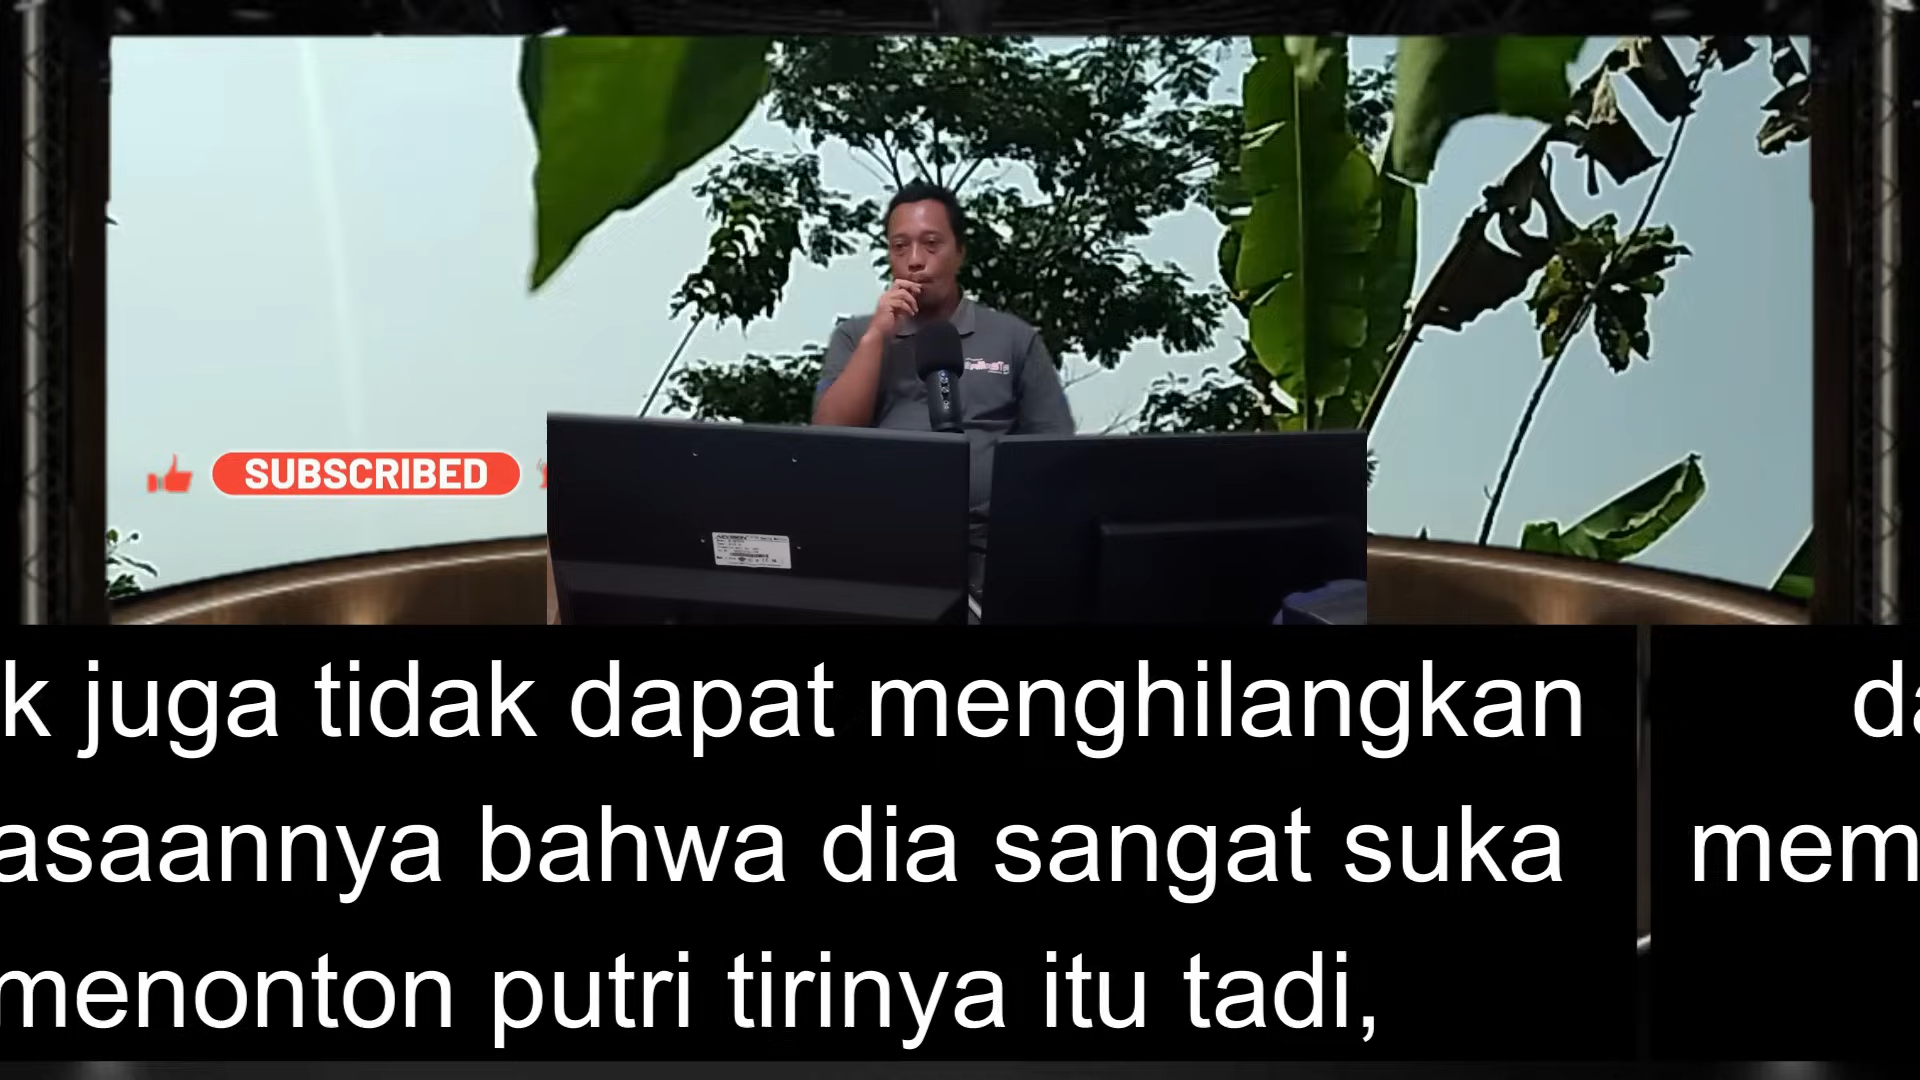 SUBSCRIBED
k juga tidak dapat menghilangkan
asaannya bahwa dia sangat suka
menonton putri tirinya itu tadi,
da
mem